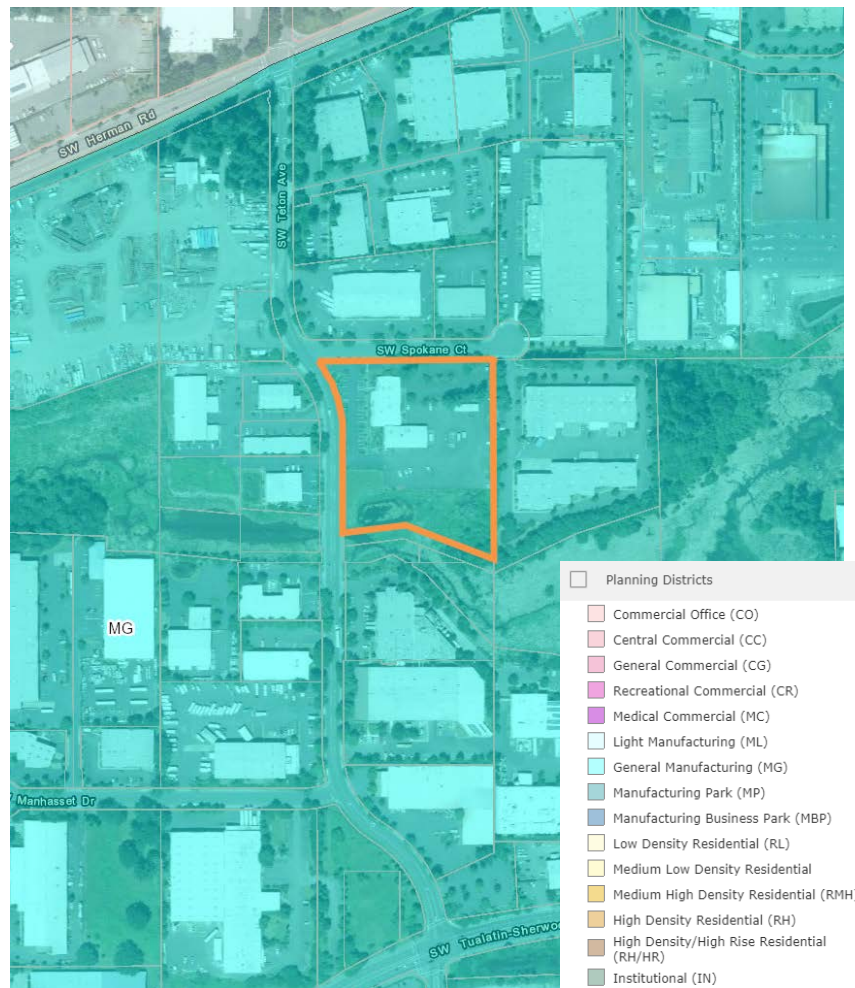 SW Herman Rd
SW Teton Ave
SW Spokane Ct
MG
Manhasset Dr
SW Tualatin-Sherwoo
Planning Districts
Commercial Office (CO)
Central Commercial (CC)
General Commercial (CG)
Recreational Commercial (CR)
Medical Commercial (MC)
Light Manufacturing (ML)
General Manufacturing (MG)
Manufacturing Park (MP)
Manufacturing Business Park (MBP)
Low Density Residential (RL)
Medium Low Density Residential
Medium High Density Residential (RMH)
High Density Residential (RH)
High Density/High Rise Residential
(RH/HR)
Institutional (IN)